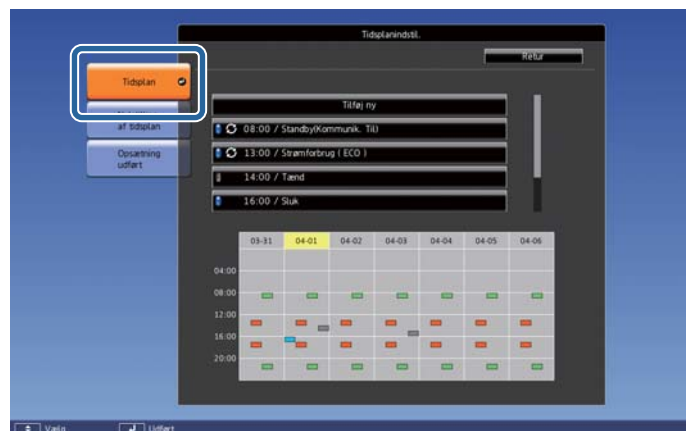 Tidsplanindstil.
Retur
Tidsplan
af tidsplan
Opsætning
udført
Tilføj ny
08:00 / Standby(Kommunik. Til)
13:00 / Strømforbrug ( ECO )
14:00 / Tænd
16:00 / Sluk
03-31 04-01 04-02 04-03 04-04 04-05 04-06
04:00
08:00
12:00
16:00
20:00
Vælg Udført